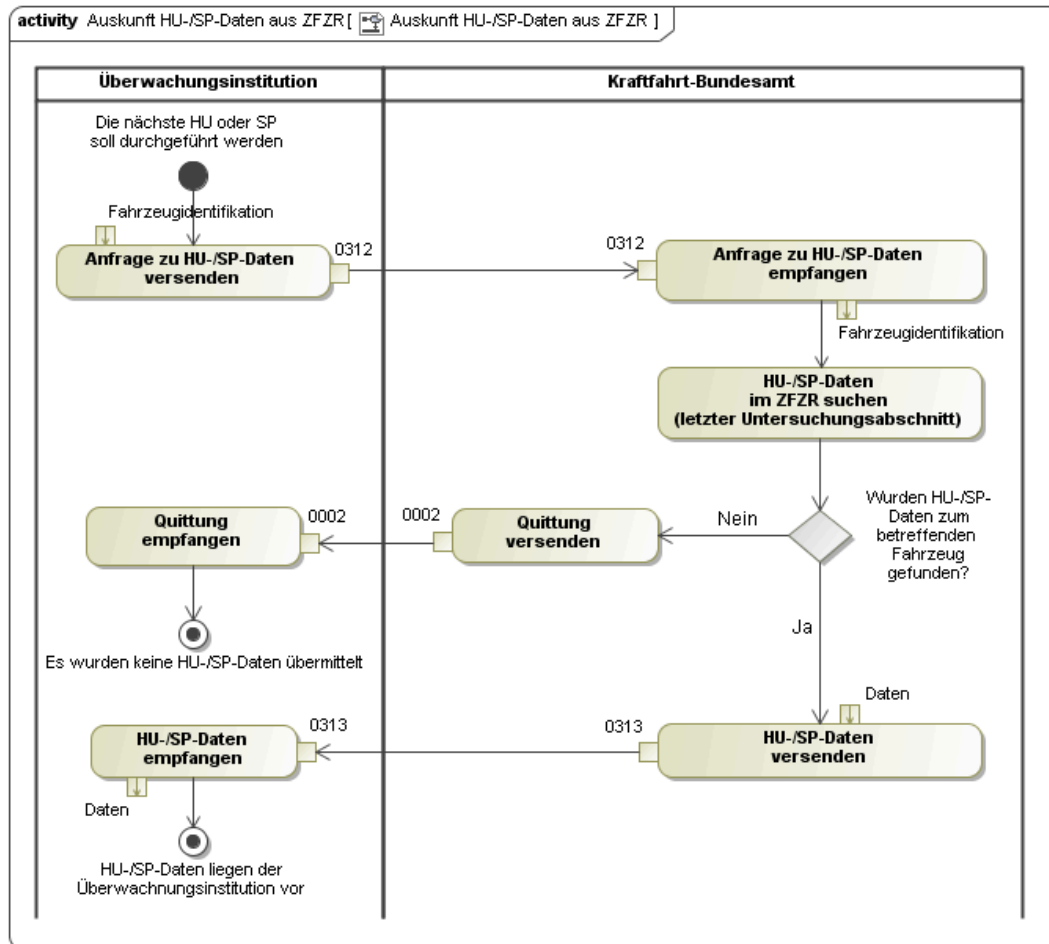 activity Auskunft HU-/SP-Daten aus ZFZR [ Auskunft HU-/SP-Daten aus ZFZR ]
Überwachungsinstitution
Kraftfahrt-Bundesamt
Die nächste HU oder SP
soll durchgeführt werden
Fahrzeugidentifikation
Anfrage zu HU-/SP-Daten
versenden
0312
0312
Anfrage zu HU-/SP-Daten
empfangen
Fahrzeugidentifikation
HU-/SP-Daten
im ZFZR suchen
(letzter Untersuchungsabschnitt)
Wurden HU-/SP-
Daten zum
betreffenden
Fahrzeug
gefunden?
Nein
Quittung
versenden
0002
0002
Quittung
empfangen
Es wurden keine HU-/SP-Daten übermittelt
Ja
Daten
HU-/SP-Daten
versenden
0313
0313
HU-/SP-Daten
empfangen
Daten
HU-/SP-Daten liegen der
Überwachnungsinstitution vor